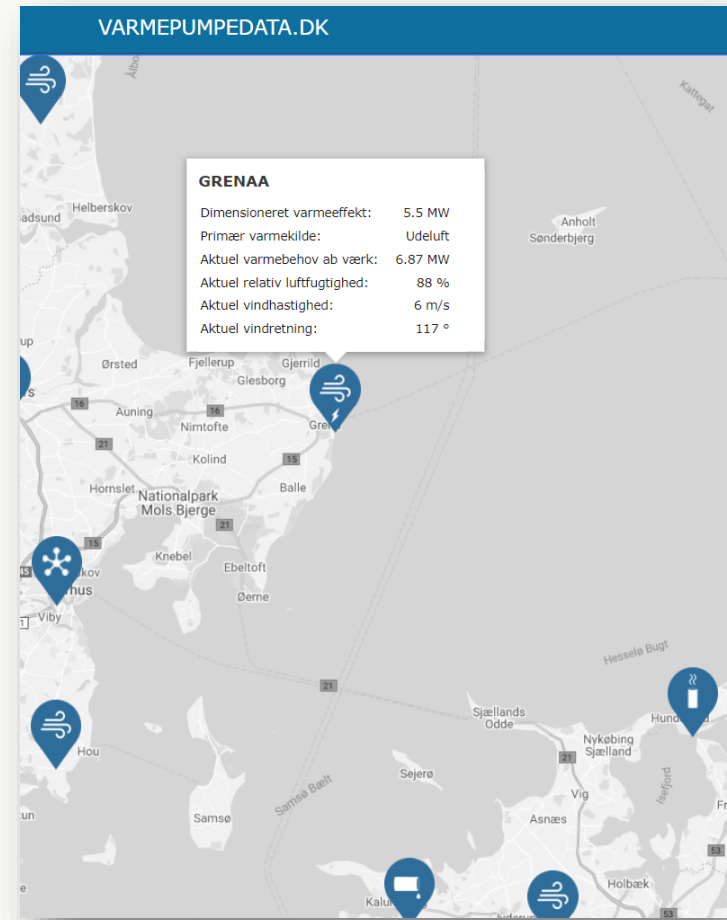 VARMEPUMPEDATA.DK
Kattegat
GRENAA
Dimensioneret varmeeffekt: 5.5 MW
Primær varmekilde: Udeluft
Aktuel varmebehov ab værk: 6.87 MW
Aktuel relativ luftfugtighed: 88 %
Aktuel vindhastighed: 6 m/s
Aktuel vindretning: 117 °
Helberskov
Anholt
Sønderbjerg
Ørsted
Fjellerup
Gjerrild
Glesborg
16
Auning
16
Nimtofte
21
Kolind
15
Hornslet
Nationalpark
Mols Bjerge
Balle
21
15
Knebel
Ebeltoft
Øerne
Viby
Hesselø Bugt
21
Sjællands
Odde
Nykøbing
Sjælland
21
Hou
Sejerø
Samsø Bælt
Isefjord
Vig
Samsø
Asnæs
53
Holbæk
53